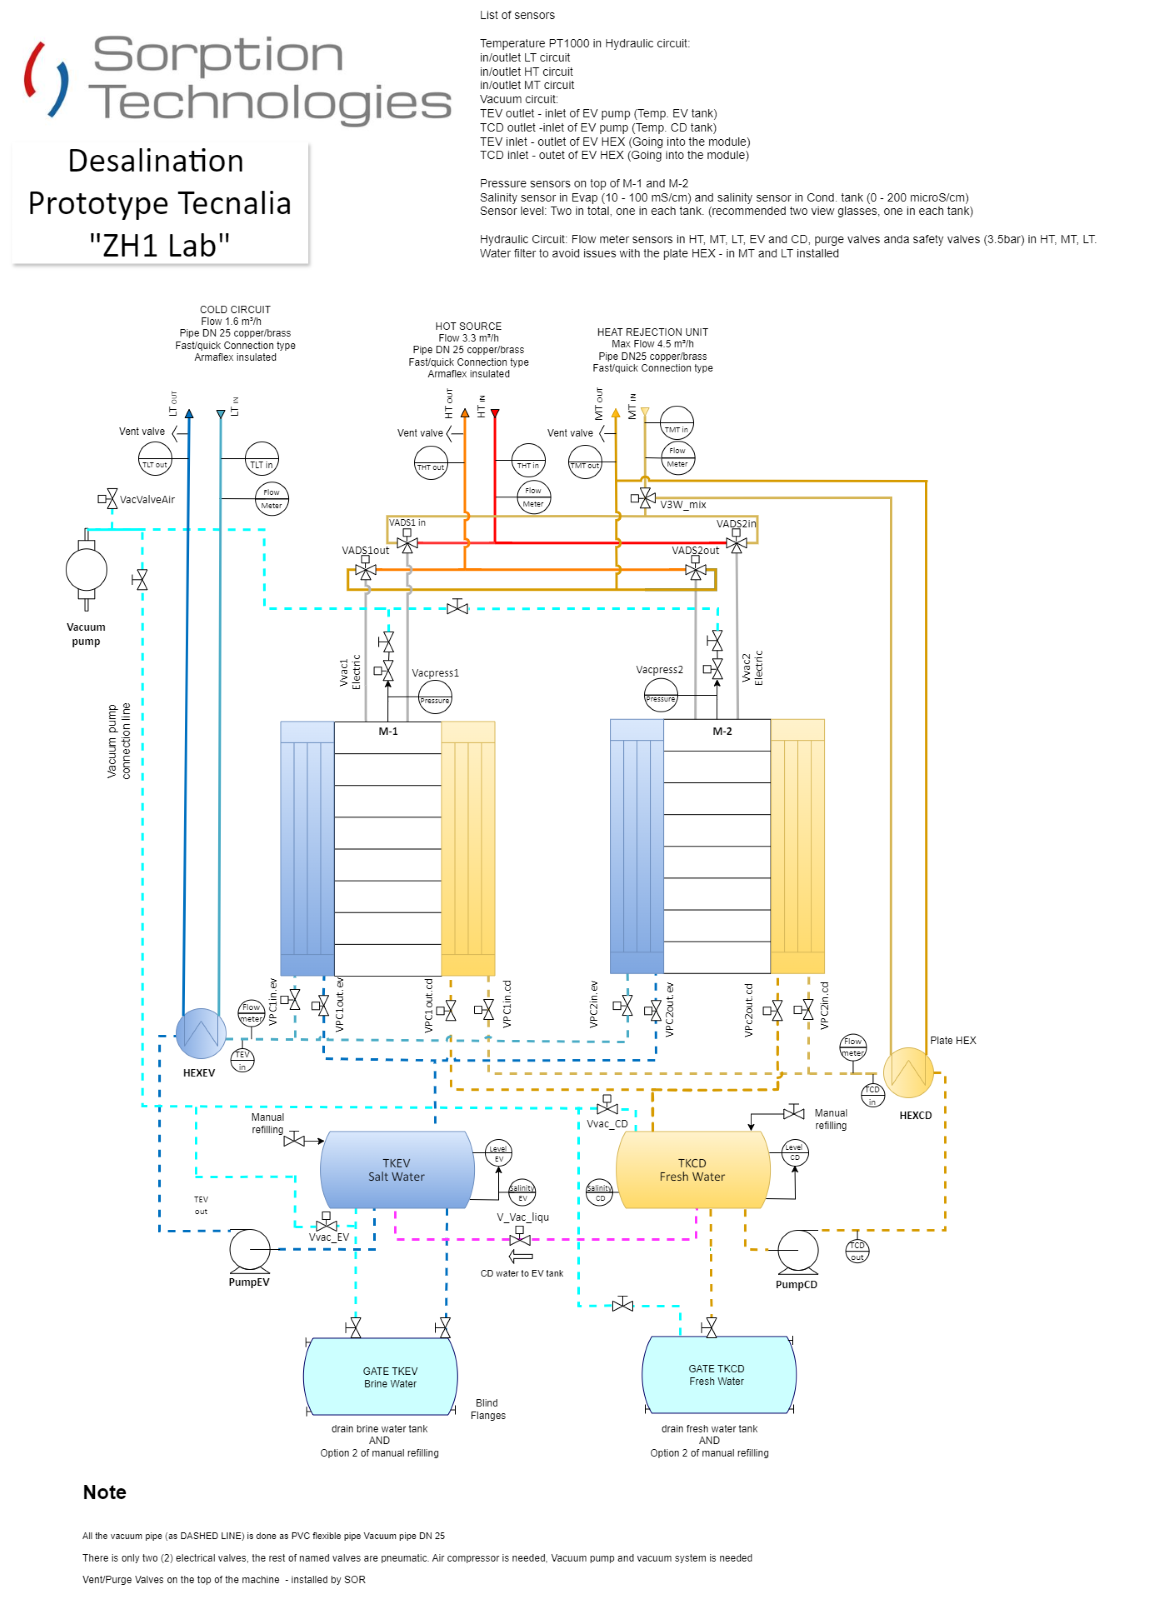 List of sensors
Sorption
Technologies
Temperature PT1000 in Hydraulic circuit:
in/outlet LT circuit
in/outlet HT circuit
in/outlet MT circuit
Vacuum circuit:
TEV outlet - inlet of EV pump (Temp. EV tank)
TCD outlet -inlet of EV pump (Temp. CD tank)
TEV inlet - outlet of EV HEX (Going into the module)
TCD inlet - outet of EV HEX (Going into the module)
Desalination
Prototype Tecnalia
"ZH1 Lab"
Pressure sensors on top of M-1 and M-2
Salinity sensor in Evap (10 - 100 mS/cm) and salinity sensor in Cond. tank (0 - 200 microS/cm)
Sensor level: Two in total, one in each tank. (recommended two view glasses, one in each tank)
Hydraulic Circuit: Flow meter sensors in HT, MT, LT, EV and CD, purge valves anda safety valves (3.5bar) in HT, MT, LT.
Water filter to avoid issues with the plate HEX - in MT and LT installed
COLD CIRCUIT
Flow 1.6 m³/h
Pipe DN 25 copper/brass
Fast/quick Connection type
Armaflex insulated
HOT SOURCE
Flow 3.3 m³/h
Pipe DN 25 copper/brass
Fast/quick Connection type
Armaflex insulated
HEAT REJECTION UNIT
Max Flow 4.5 m³/h
Pipe DN25 copper/brass
Fast/quick Connection type
LT OUT
LT IN
HT OUT
HT IN
MT OUT
MT IN
Vent valve
Vent valve
Vent valve
TLT out
TLT in
THT out
THT in
TMT out
TMT in
Flow
Meter
Flow
Meter
Flow
Meter
VacValveAir
V3W_mix
VADS1 in
VADS2in
VADS1out
VADS2out
Vacuum
pump
Vvac1
Electric
Vacpress1
Pressure
Vacpress2
Pressure
Vvac2
Electric
Vacuum pump
connection line
M-1
M-2
VPC1in.ev
VPC1out.ev
VPC1out.cd
VPC1in.cd
VPC2in.ev
VPC2out.ev
VPc2out.cd
VPC2in.cd
Flow
meter
TEV
in
HEXEV
Flow
meter
Plate HEX
TCD
in
HEXCD
Manual
refilling
Vvac_CD
Manual
refilling
TKEV
Salt Water
Level
EV
Salinity
EV
TKCD
Fresh Water
Level
CD
Salinity
CD
TEV
out
Vvac_EV
V_Vac_liqu
CD water to EV tank
PumpEV
PumpCD
TCD
out
GATE TKEV
Brine Water
GATE TKCD
Fresh Water
Blind
Flanges
drain brine water tank
AND
Option 2 of manual refilling
drain fresh water tank
AND
Option 2 of manual refilling
Note
All the vacuum pipe (as DASHED LINE) is done as PVC flexible pipe Vacuum pipe DN 25
There is only two (2) electrical valves, the rest of named valves are pneumatic. Air compressor is needed, Vacuum pump and vacuum system is needed
Vent/Purge Valves on the top of the machine - installed by SOR